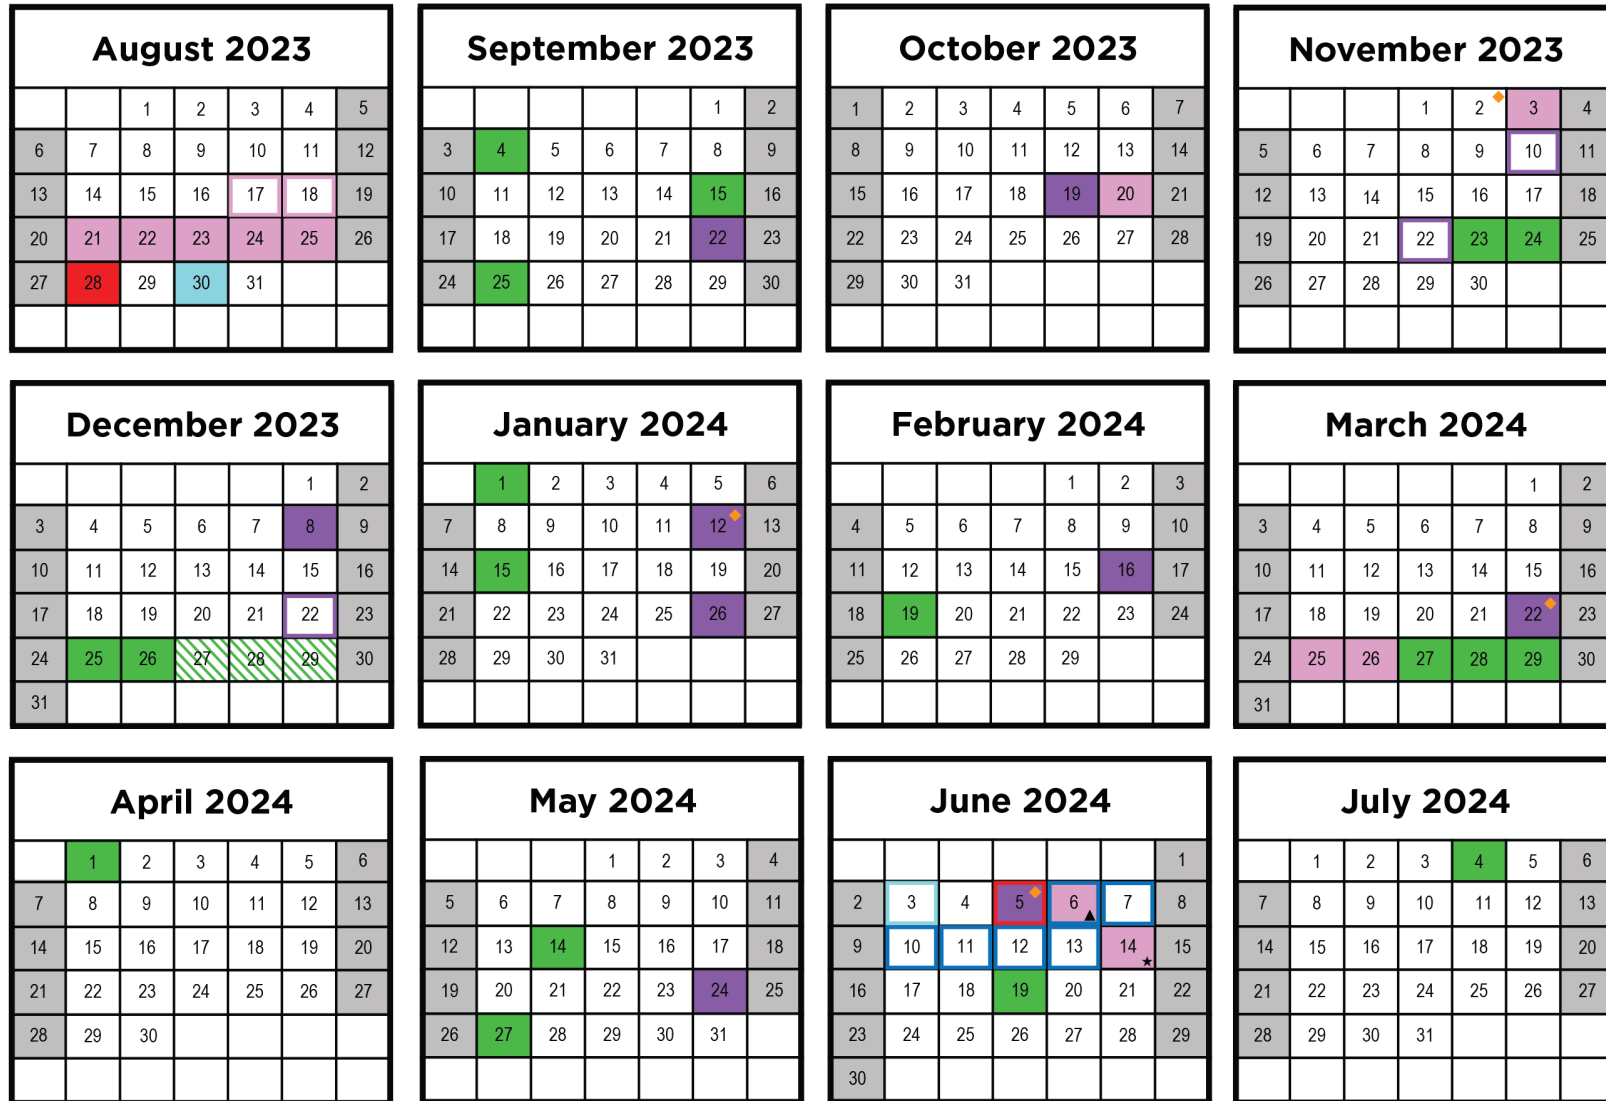 August 2023
1 2 3 4 5
6 7 8 9 10 11 12
13 14 15 16 17 18 19
20 21 22 23 24 25 26
27 28 29 30 31
September 2023
1 2
3 4 5 6 7 8 9
10 11 12 13 14 15 16
17 18 19 20 21 22 23
24 25 26 27 28 29 30
October 2023
1 2 3 4 5 6 7
8 9 10 11 12 13 14
15 16 17 18 19 20 21
22 23 24 25 26 27 28
29 30 31
November 2023
1 2 3 4
5 6 7 8 9 10 11
12 13 14 15 16 17 18
19 20 21 22 23 24 25
26 27 28 29 30
December 2023
1 2
3 4 5 6 7 8 9
10 11 12 13 14 15 16
17 18 19 20 21 22 23
24 25 26 27 28 29 30
31
January 2024
1 2 3 4 5 6
7 8 9 10 11 12 13
14 15 16 17 18 19 20
21 22 23 24 25 26 27
28 29 30 31
February 2024
1 2 3
4 5 6 7 8 9 10
11 12 13 14 15 16 17
18 19 20 21 22 23 24
25 26 27 28 29
March 2024
1 2
3 4 5 6 7 8 9
10 11 12 13 14 15 16
17 18 19 20 21 22 23
24 25 26 27 28 29 30
31
April 2024
1 2 3 4 5 6
7 8 9 10 11 12 13
14 15 16 17 18 19 20
21 22 23 24 25 26 27
28 29 30
May 2024
1 2 3 4
5 6 7 8 9 10 11
12 13 14 15 16 17 18
19 20 21 22 23 24 25
26 27 28 29 30 31
June 2024
1
2 3 4 5 6 7 8
9 10 11 12 13 14 15
16 17 18 19 20 21 22
23 24 25 26 27 28 29
30
July 2024
1 2 3 4 5 6
7 8 9 10 11 12 13
14 15 16 17 18 19 20
21 22 23 24 25 26 27
28 29 30 31